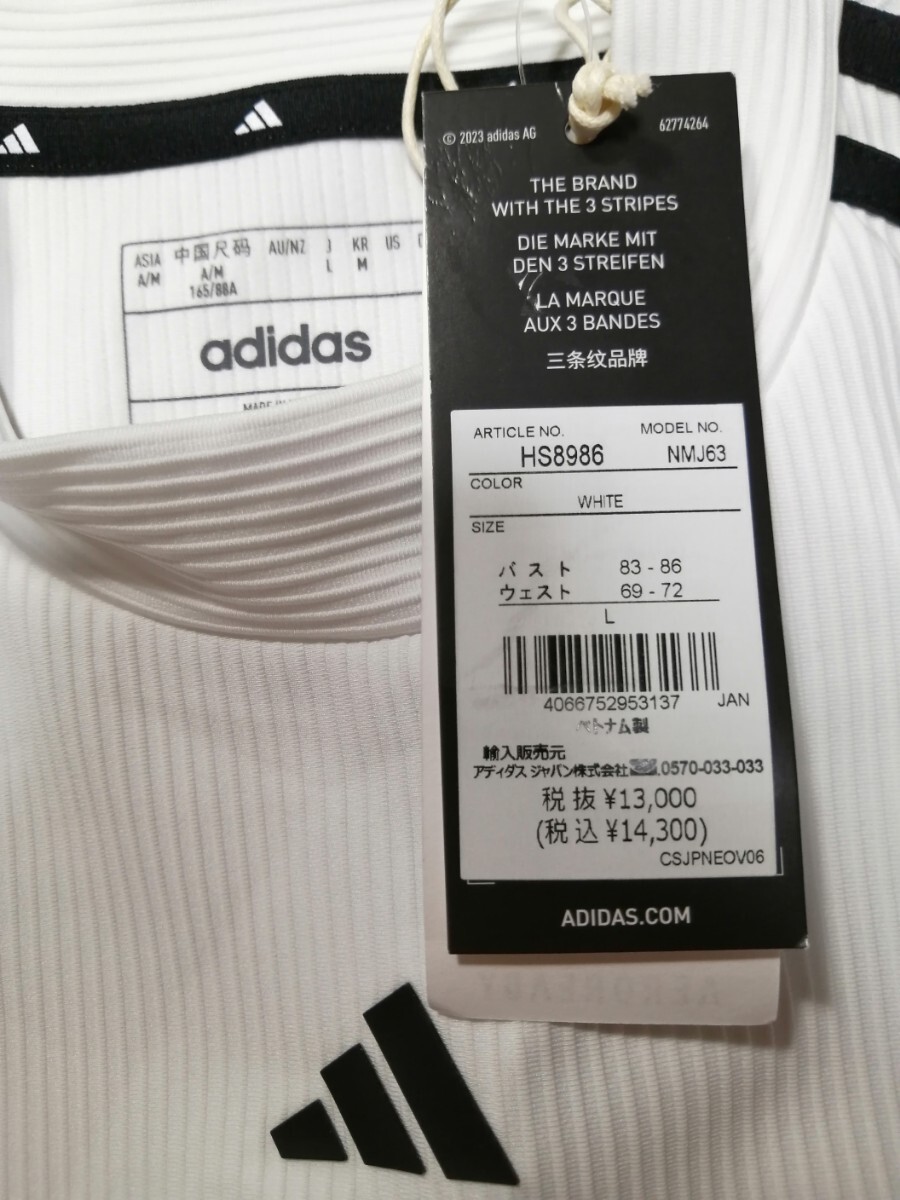 ASIA 中国尺码 AU/NZ J KR US
A/M A/M L M
165/88A
adidas
© 2023 adidas AG 62774264
THE BRAND
WITH THE 3 STRIPES
DIE MARKE MIT
DEN 3 STREIFEN
LA MARQUE
AUX 3 BANDES
三条纹品牌
ARTICLE NO. MODEL NO.
HS8986 NMJ63
COLOR
WHITE
SIZE
バスト 83 - 86
ウェスト 69 - 72
L
4066752953137 JAN
ベトナム製
輸入販売元
アディダス ジャパン株式会社 0570-033-033
税抜 ¥13,000
(税込 ¥14,300)
CSJPNEOV06
ADIDAS.COM